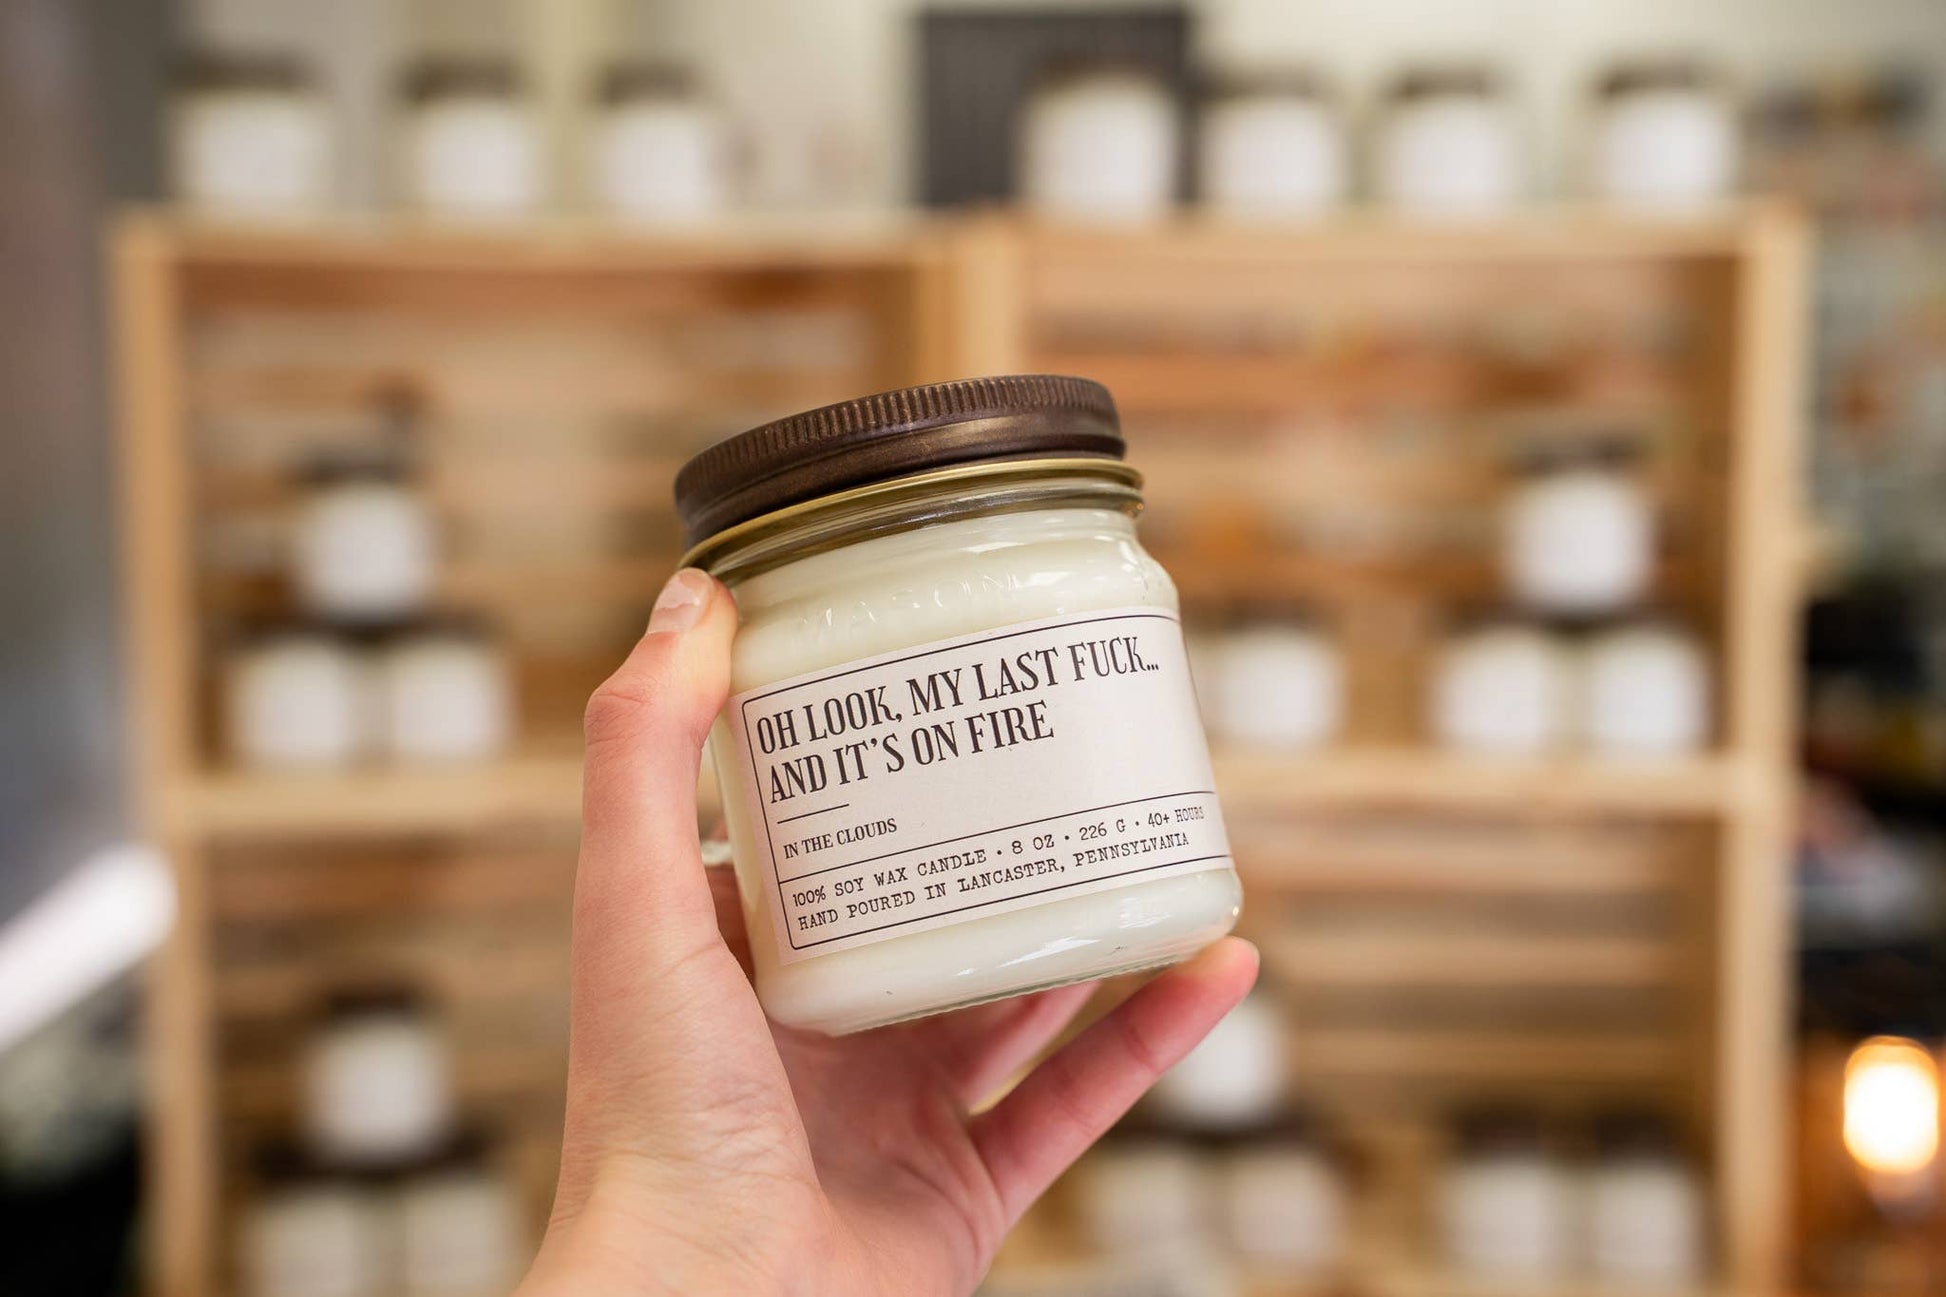 MASON
OH LOOK, MY LAST FUCK...
AND IT'S ON FIRE
IN THE CLOUDS
100% SOY WAX CANDLE • 8 OZ • 226 G • 40+ HOURS
HAND POURED IN LANCASTER, PENNSYLVANIA